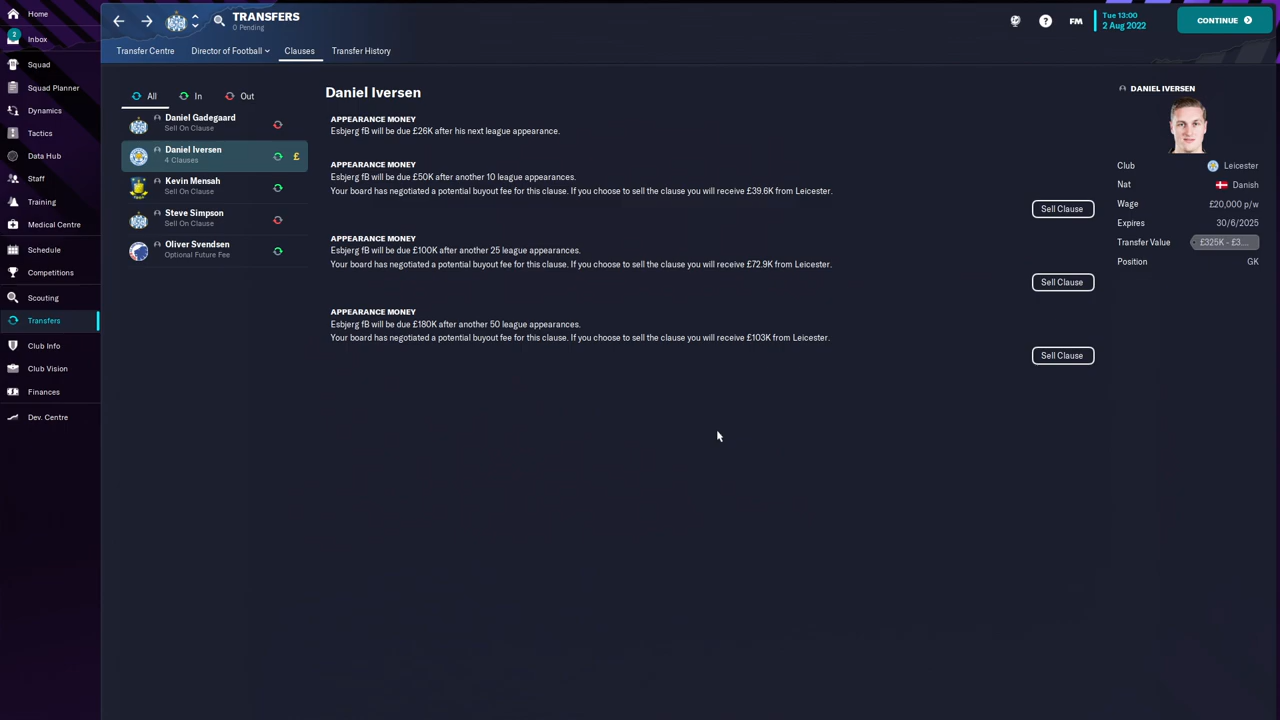 Home
2
Inbox
Squad
Squad Planner
Dynamics
Tactics
Data Hub
Staff
Training
Medical Centre
Schedule
Competitions
Scouting
Transfers
Club Info
Club Vision
Finances
Dev. Centre
TRANSFERS
0 Pending
FM
Tue 13:00
2 Aug 2022
CONTINUE
Transfer Centre
Director of Football
Clauses
Transfer History
All
In
Out
Daniel Gadegaard
Sell On Clause
Daniel Iversen
4 Clauses
£
Kevin Mensah
Sell On Clause
Steve Simpson
Sell On Clause
Oliver Svendsen
Optional Future Fee
Daniel Iversen
APPEARANCE MONEY
Esbjerg fB will be due £26K after his next league appearance.
APPEARANCE MONEY
Esbjerg fB will be due £50K after another 10 league appearances.
Your board has negotiated a potential buyout fee for this clause. If you choose to sell the clause you will receive £39.6K from Leicester.
Sell Clause
APPEARANCE MONEY
Esbjerg fB will be due £100K after another 25 league appearances.
Your board has negotiated a potential buyout fee for this clause. If you choose to sell the clause you will receive £72.9K from Leicester.
Sell Clause
APPEARANCE MONEY
Esbjerg fB will be due £180K after another 50 league appearances.
Your board has negotiated a potential buyout fee for this clause. If you choose to sell the clause you will receive £103K from Leicester.
Sell Clause
DANIEL IVERSEN
Club Leicester
Nat Danish
Wage £20,000 p/w
Expires 30/6/2025
Transfer Value £325K - £3...
Position GK